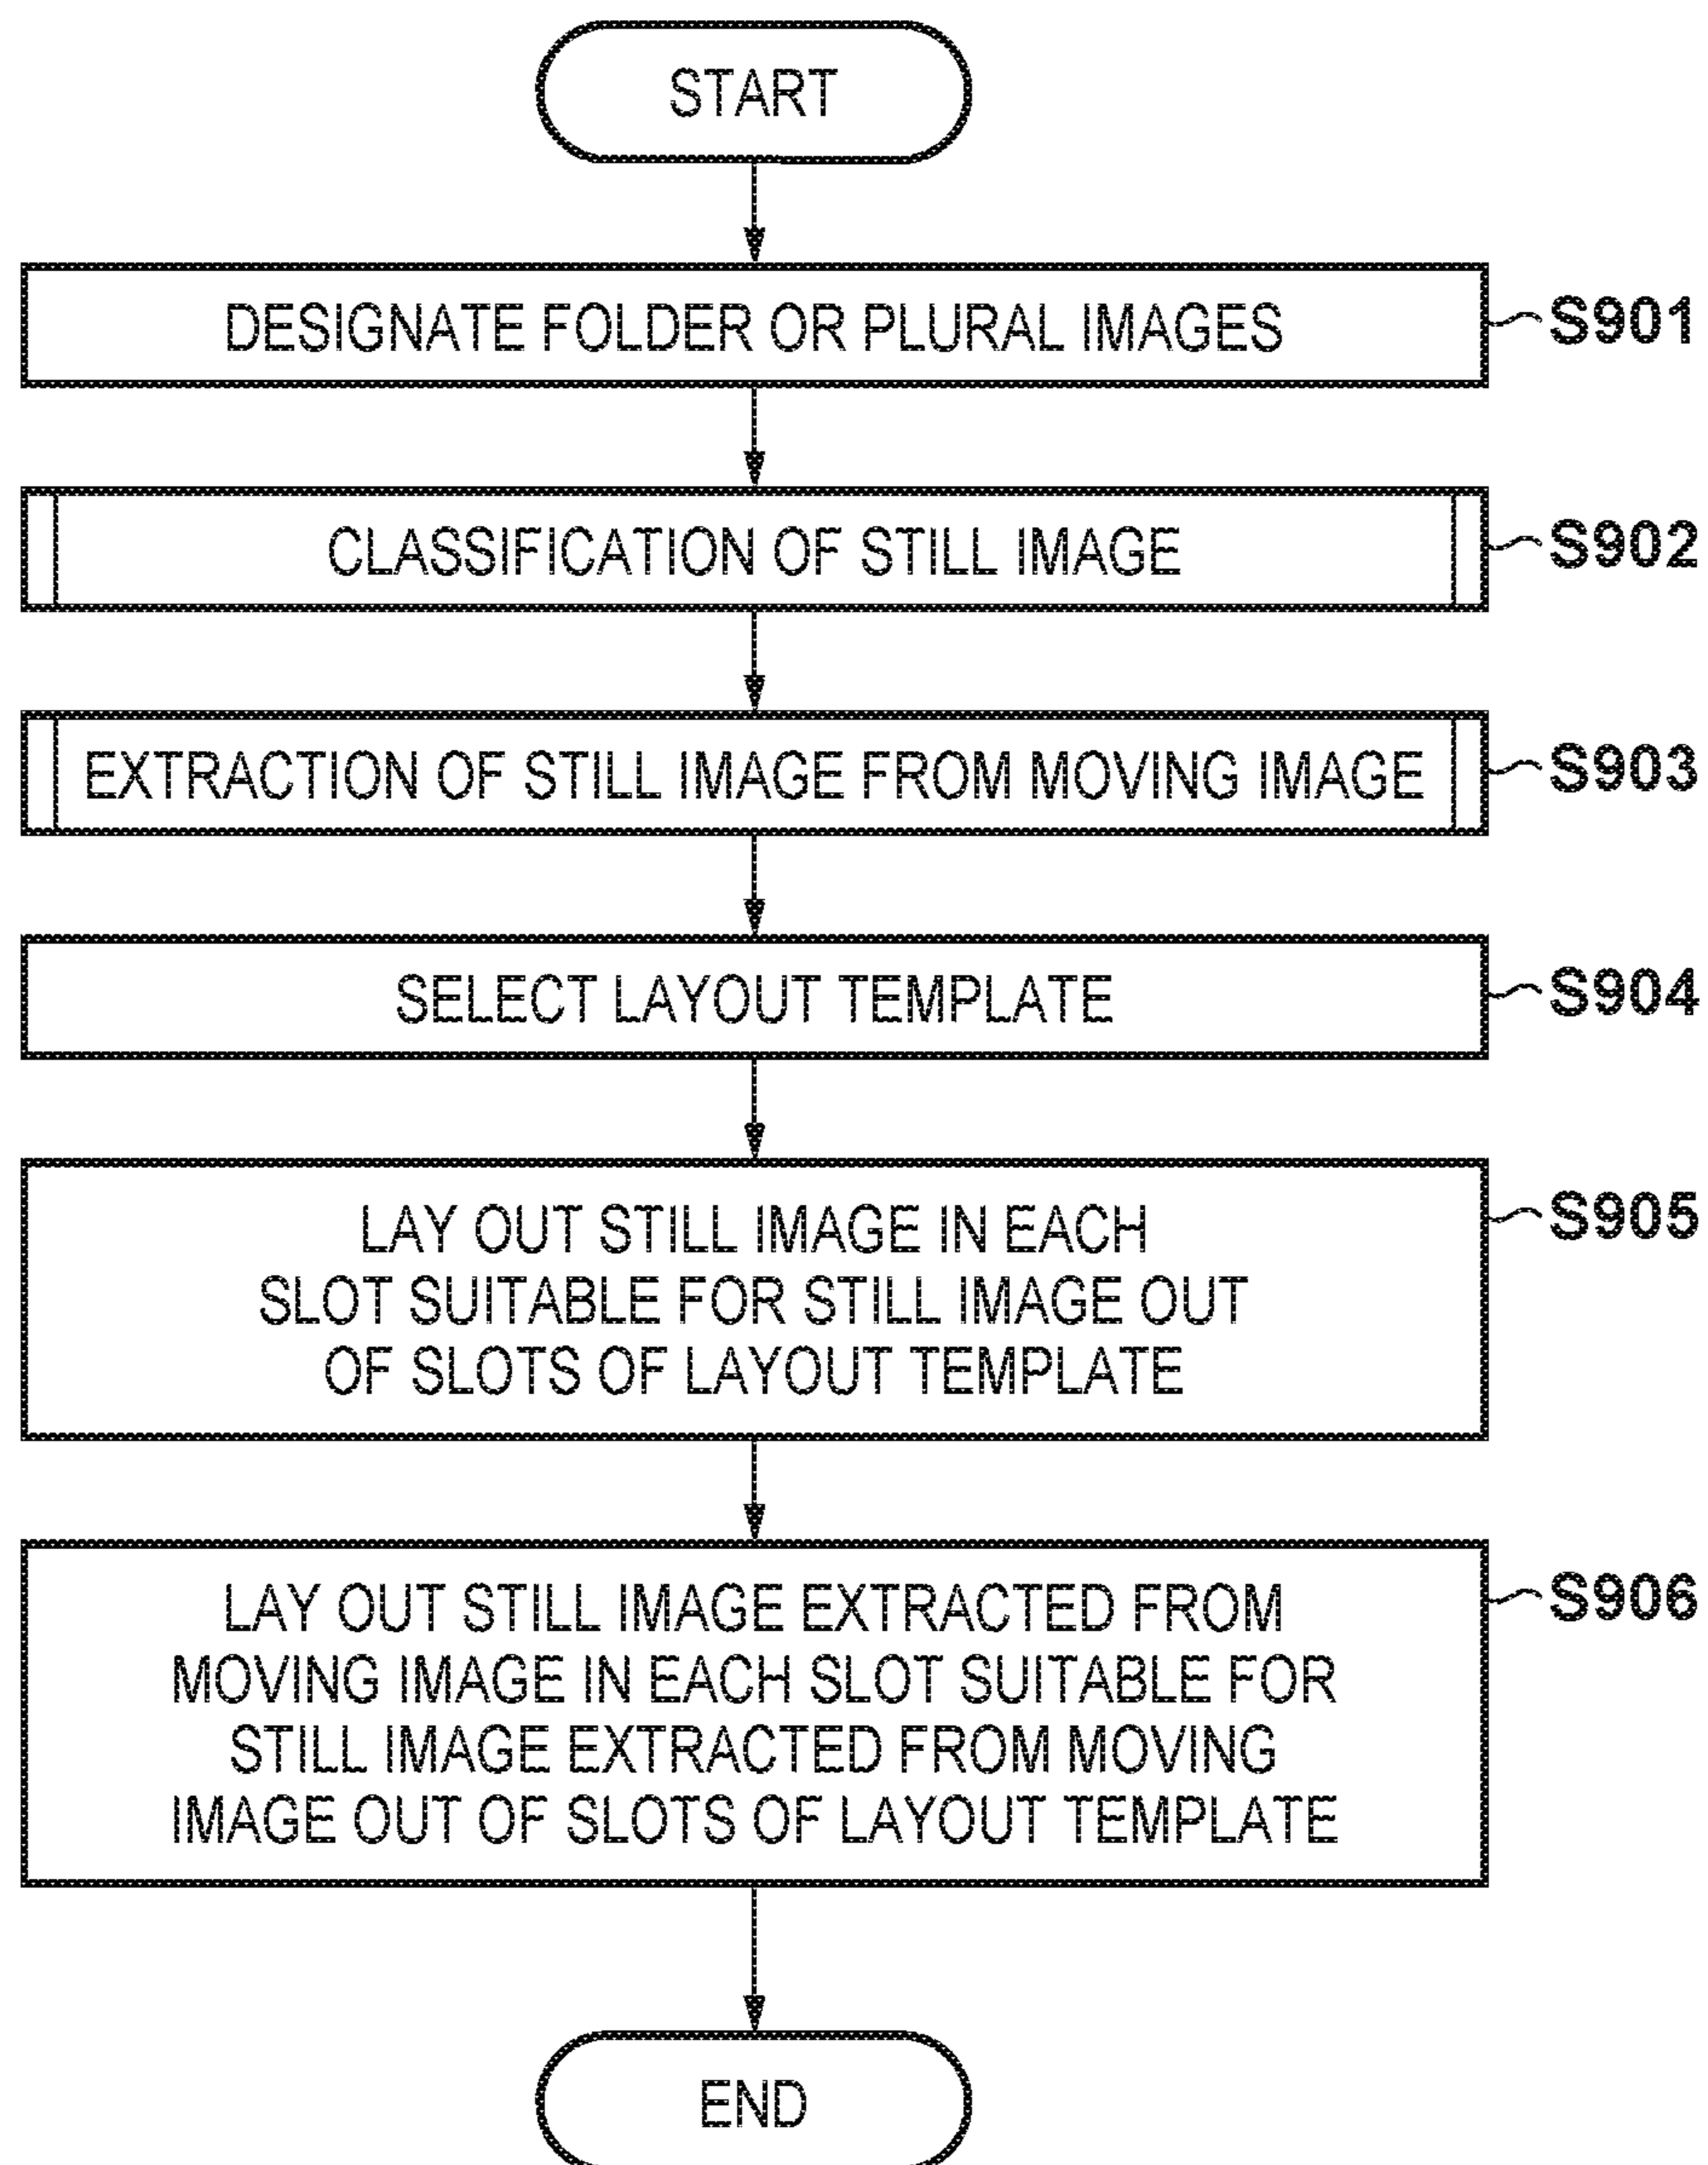 START
DESIGNATE FOLDER OR PLURAL IMAGES
S901
CLASSIFICATION OF STILL IMAGE
S902
EXTRACTION OF STILL IMAGE FROM MOVING IMAGE
S903
SELECT LAYOUT TEMPLATE
S904
LAY OUT STILL IMAGE IN EACH
SLOT SUITABLE FOR STILL IMAGE OUT
OF SLOTS OF LAYOUT TEMPLATE
S905
LAY OUT STILL IMAGE EXTRACTED FROM
MOVING IMAGE IN EACH SLOT SUITABLE FOR
STILL IMAGE EXTRACTED FROM MOVING
IMAGE OUT OF SLOTS OF LAYOUT TEMPLATE
S906
END